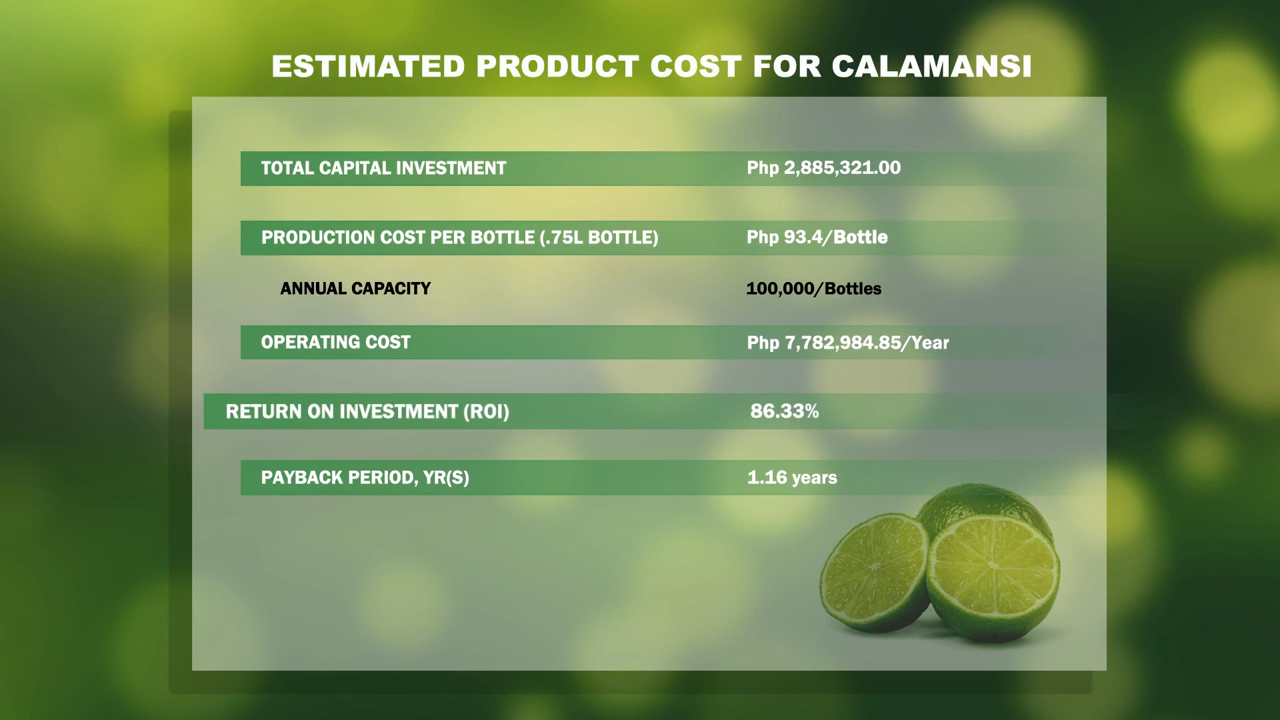 ESTIMATED PRODUCT COST FOR CALAMANSI
TOTAL CAPITAL INVESTMENT Php 2,885,321.00
PRODUCTION COST PER BOTTLE (.75L BOTTLE) Php 93.4/Bottle
ANNUAL CAPACITY 100,000/Bottles
OPERATING COST Php 7,782,984.85/Year
RETURN ON INVESTMENT (ROI) 86.33%
PAYBACK PERIOD, YR(S) 1.16 years